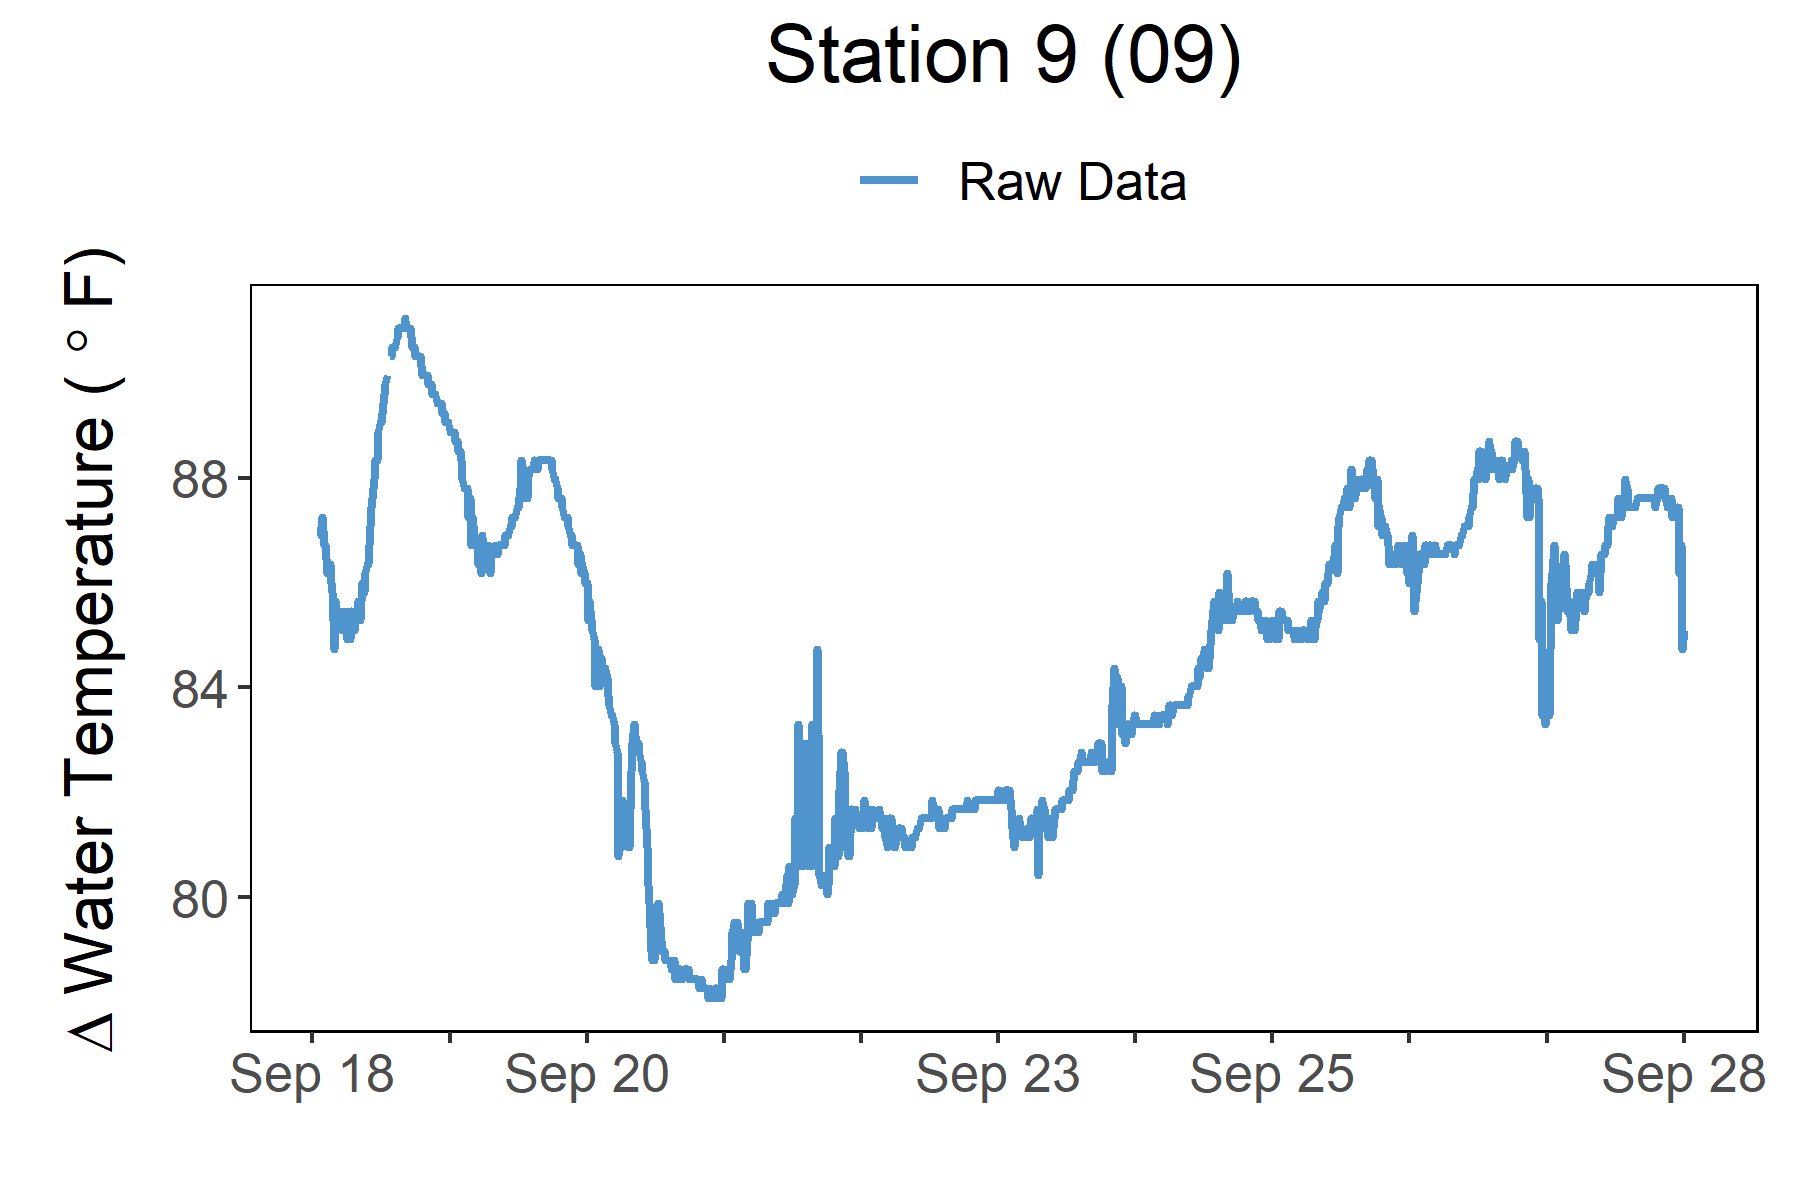 Station 9 (09)
Raw Data
Δ Water Temperature ( ° F)
88
84
80
Sep 18
Sep 20
Sep 23
Sep 25
Sep 28